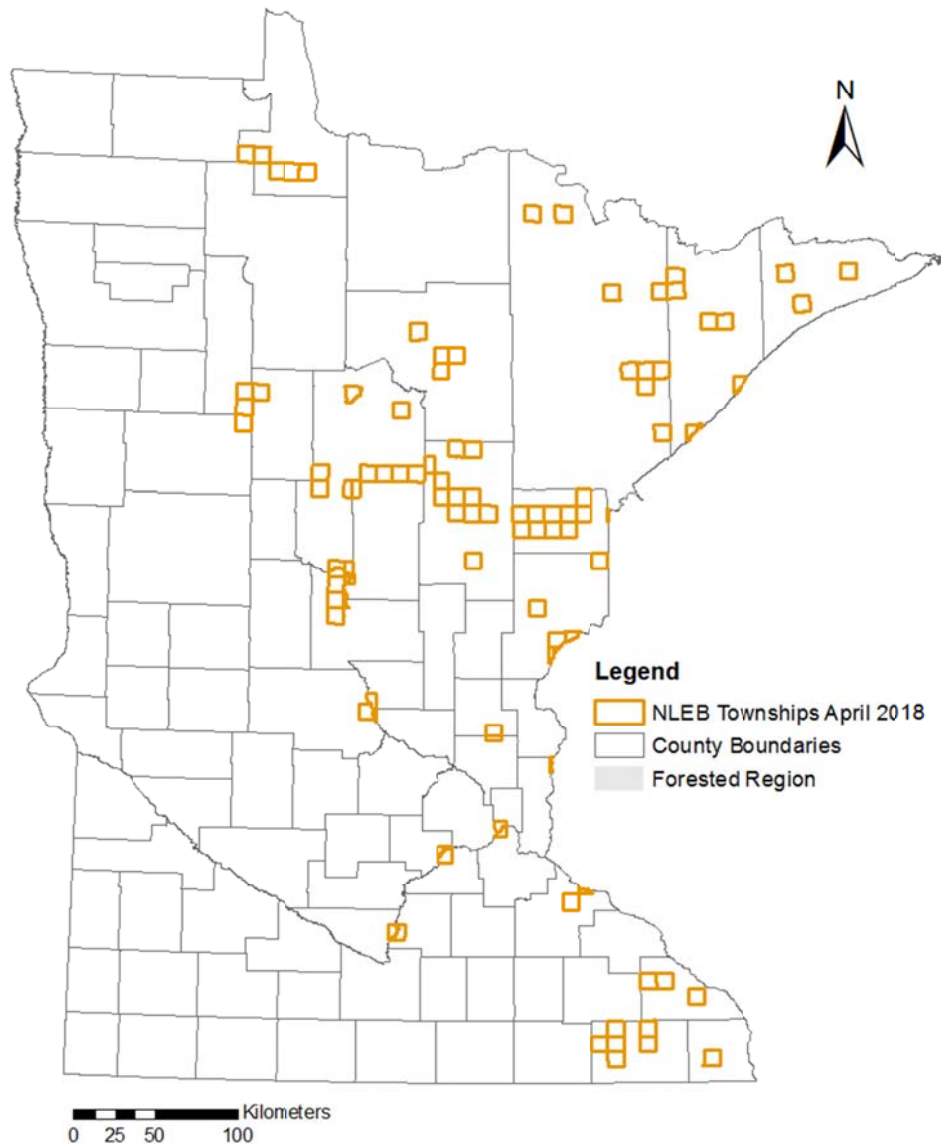 N
Legend
NLEB Townships April 2018
County Boundaries
Forested Region
Kilometers
0 25 50 100